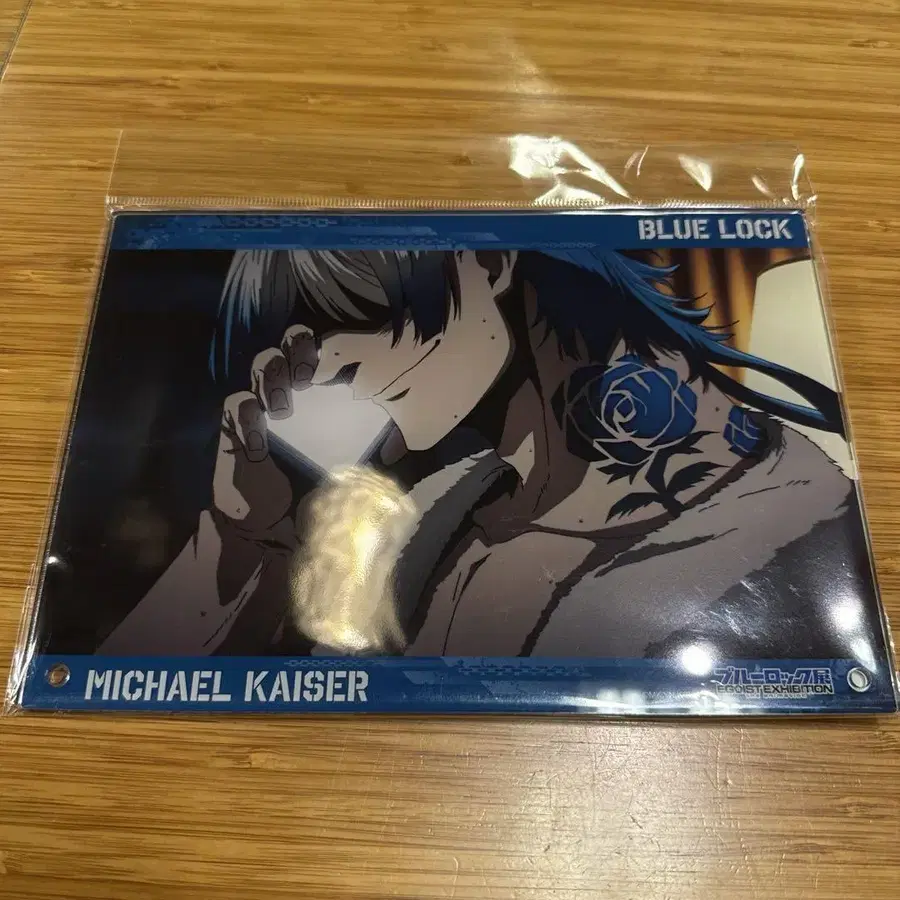 BLUE LOCK
MICHAEL KAISER
ブルーロック展
EGOIST EXHIBITION